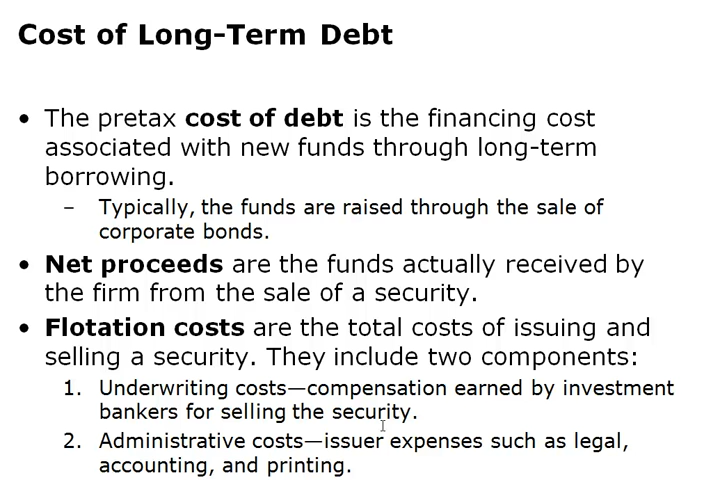 Cost of Long-Term Debt
• The pretax cost of debt is the financing cost
associated with new funds through long-term
borrowing.
– Typically, the funds are raised through the sale of
corporate bonds.
• Net proceeds are the funds actually received by
the firm from the sale of a security.
• Flotation costs are the total costs of issuing and
selling a security. They include two components:
1. Underwriting costs—compensation earned by investment
bankers for selling the security.
2. Administrative costs—issuer expenses such as legal,
accounting, and printing.